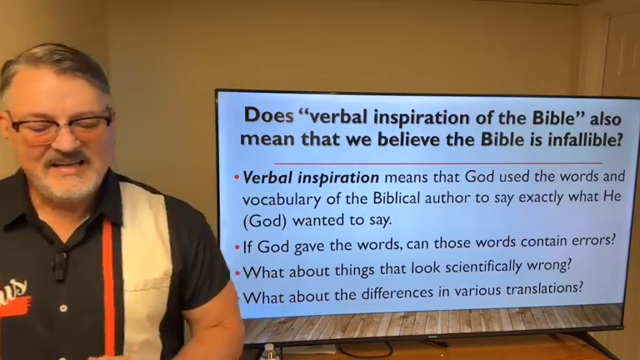 Does “verbal inspiration of the Bible” also
mean that we believe the Bible is infallible?
•Verbal inspiration means that God used the words and
vocabulary of the Biblical author to say exactly what He
(God) wanted to say.
•If God gave the words, can those words contain errors?
•What about things that look scientifically wrong?
•What about the differences in various translations?